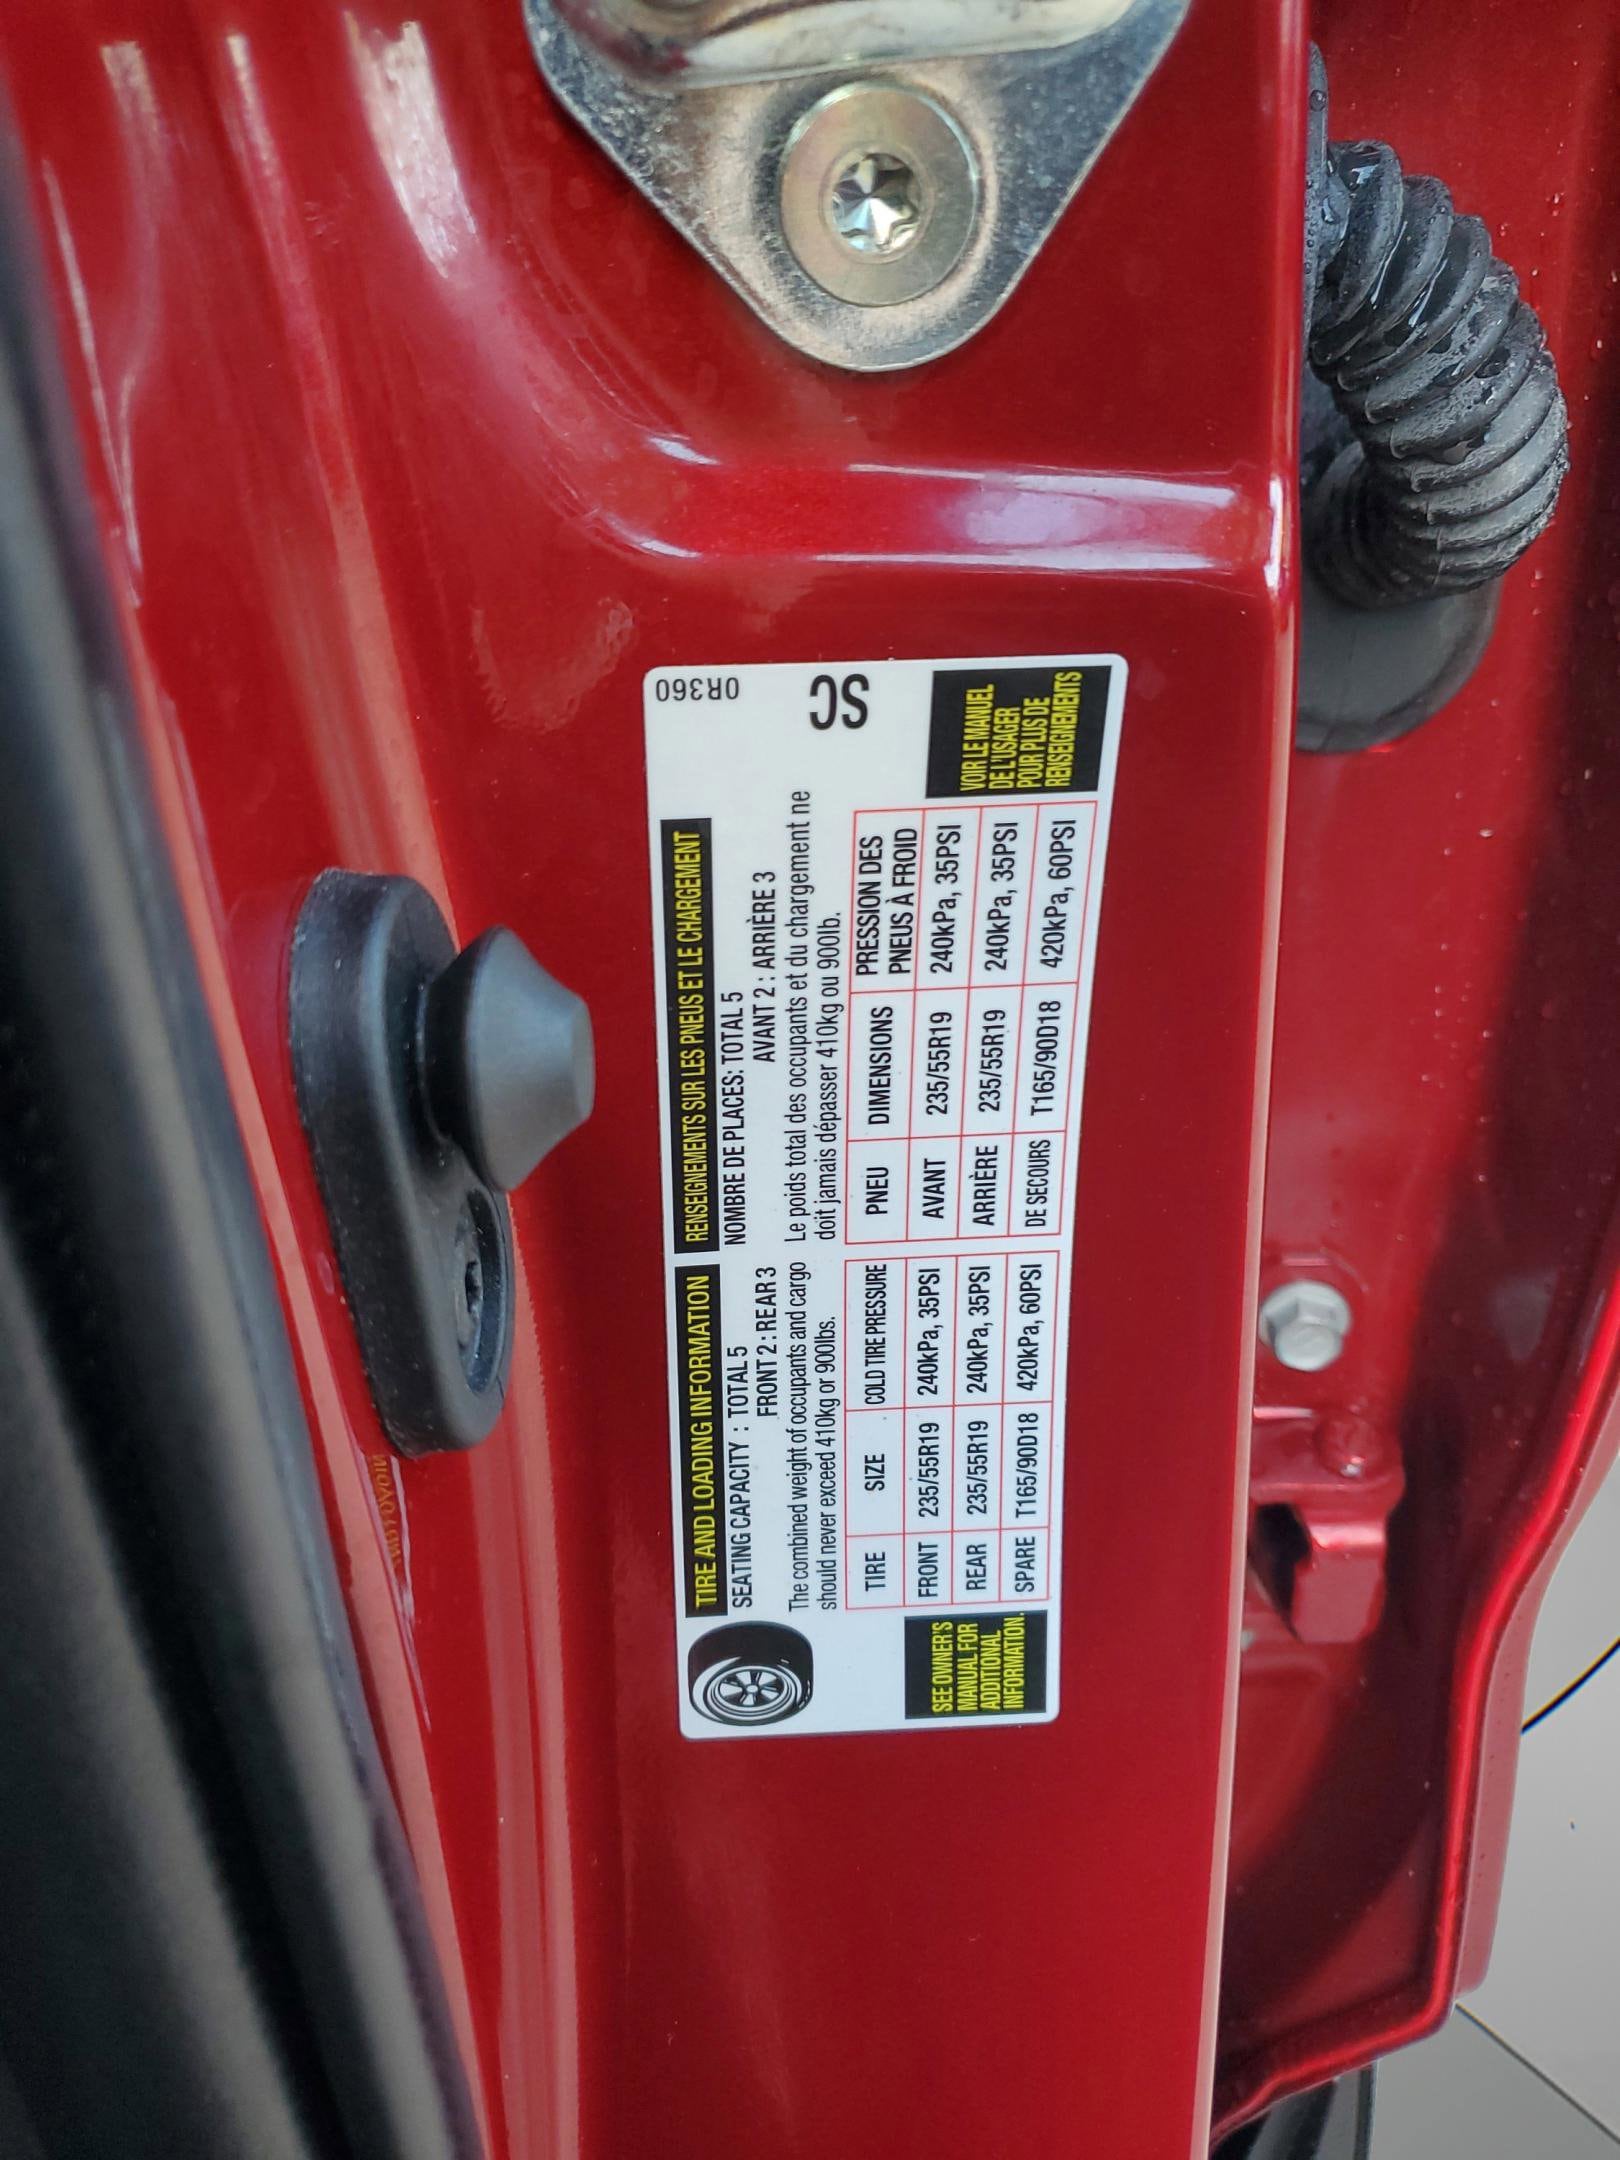 TIRE AND LOADING INFORMATION
SEATING CAPACITY : TOTAL 5
FRONT 2 : REAR 3
The combined weight of occupants and cargo
should never exceed 410kg or 900lbs.
TIRE SIZE COLD TIRE PRESSURE
FRONT 235/55R19 240kPa, 35PSI
REAR 235/55R19 240kPa, 35PSI
SPARE T165/90D18 420kPa, 60PSI
SEE OWNER'S
MANUAL FOR
ADDITIONAL
INFORMATION.
RENSEIGNEMENTS SUR LES PNEUS ET LE CHARGEMENT
NOMBRE DE PLACES: TOTAL 5
AVANT 2 : ARRIÈRE 3
Le poids total des occupants et du chargement ne
doit jamais dépasser 410kg ou 900lb.
PNEU DIMENSIONS PRESSION DES
PNEUS À FROID
AVANT 235/55R19 240kPa, 35PSI
ARRIÈRE 235/55R19 240kPa, 35PSI
DE SECOURS T165/90D18 420kPa, 60PSI
0R360
SC
VOIR LE MANUEL
DE L'USAGER
POUR PLUS DE
RENSEIGNEMENTS